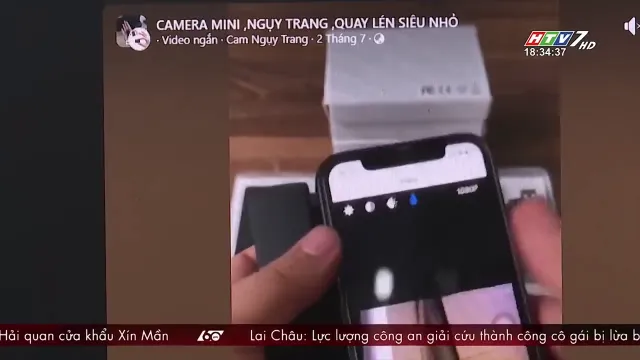 CAMERA MINI ,NGỤY TRANG ,QUAY LÉN SIÊU NHỎ
· Video ngắn · Cam Ngụy Trang · 2 Tháng 7 ·
HTV7 HD
18:34:37
1080P
Hải quan cửa khẩu Xín Mần
60
Lai Châu: Lực lượng công an giải cứu thành công cô gái bị lừa b